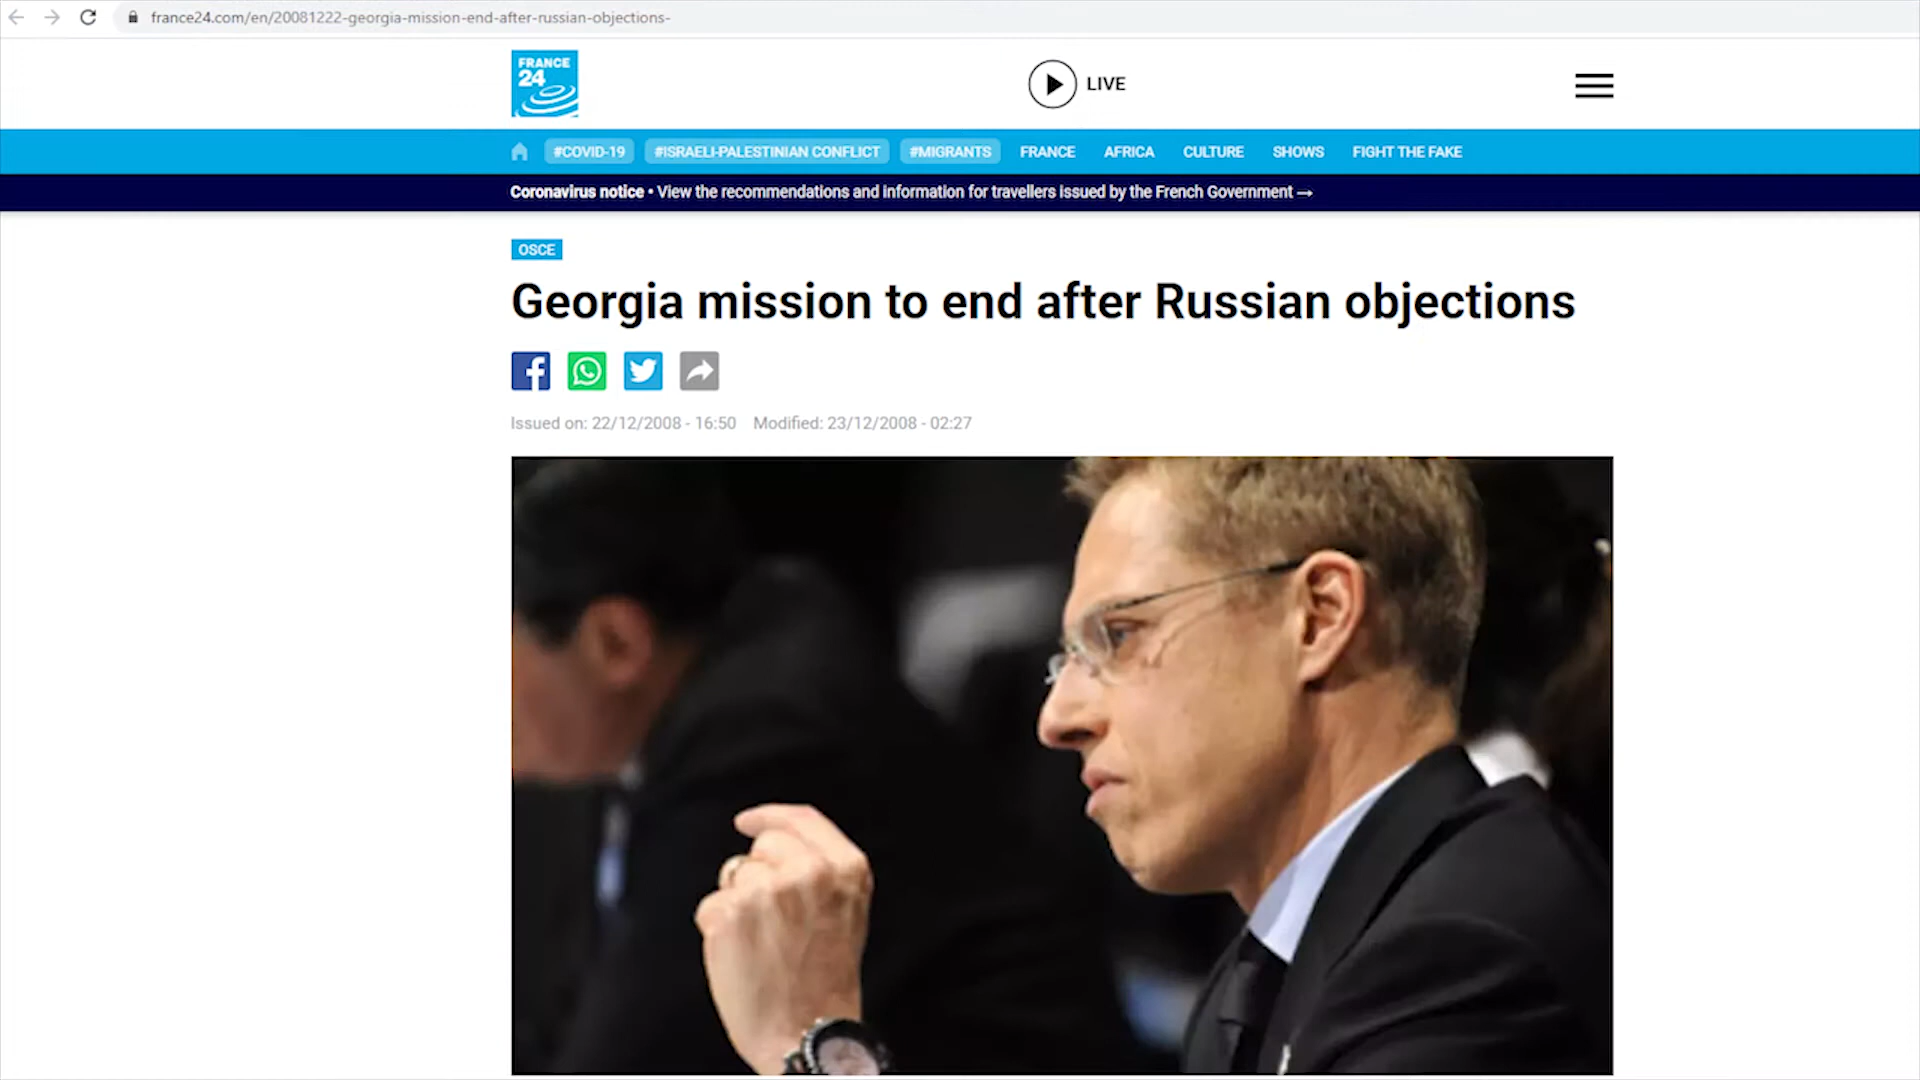 france24.com/en/20081222-georgia-mission-end-after-russian-objections-
FRANCE
24
LIVE
#COVID-19 #ISRAELI-PALESTINIAN CONFLICT #MIGRANTS FRANCE AFRICA CULTURE SHOWS FIGHT THE FAKE
Coronavirus notice • View the recommendations and information for travellers issued by the French Government →
OSCE
Georgia mission to end after Russian objections
Issued on: 22/12/2008 - 16:50 Modified: 23/12/2008 - 02:27